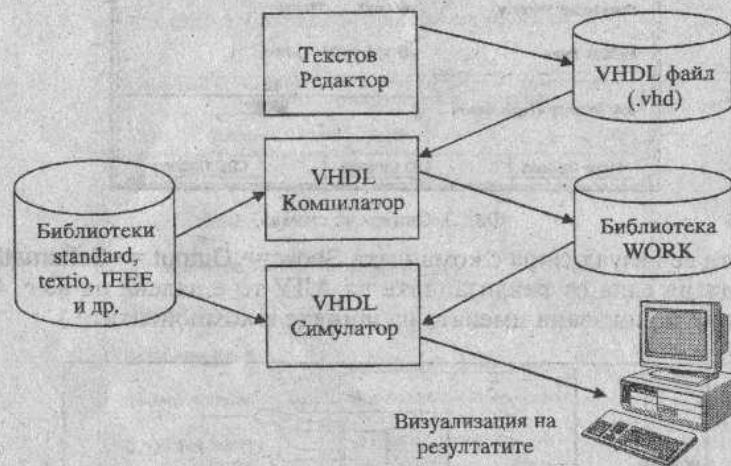 Текстов
Редактор
VHDL файл
(.vhd)
VHDL
Компилатор
Библиотеки
standard,
textio, IEEE
и др.
Библиотека
WORK
VHDL
Симулатор
Визуализация на
резултатите